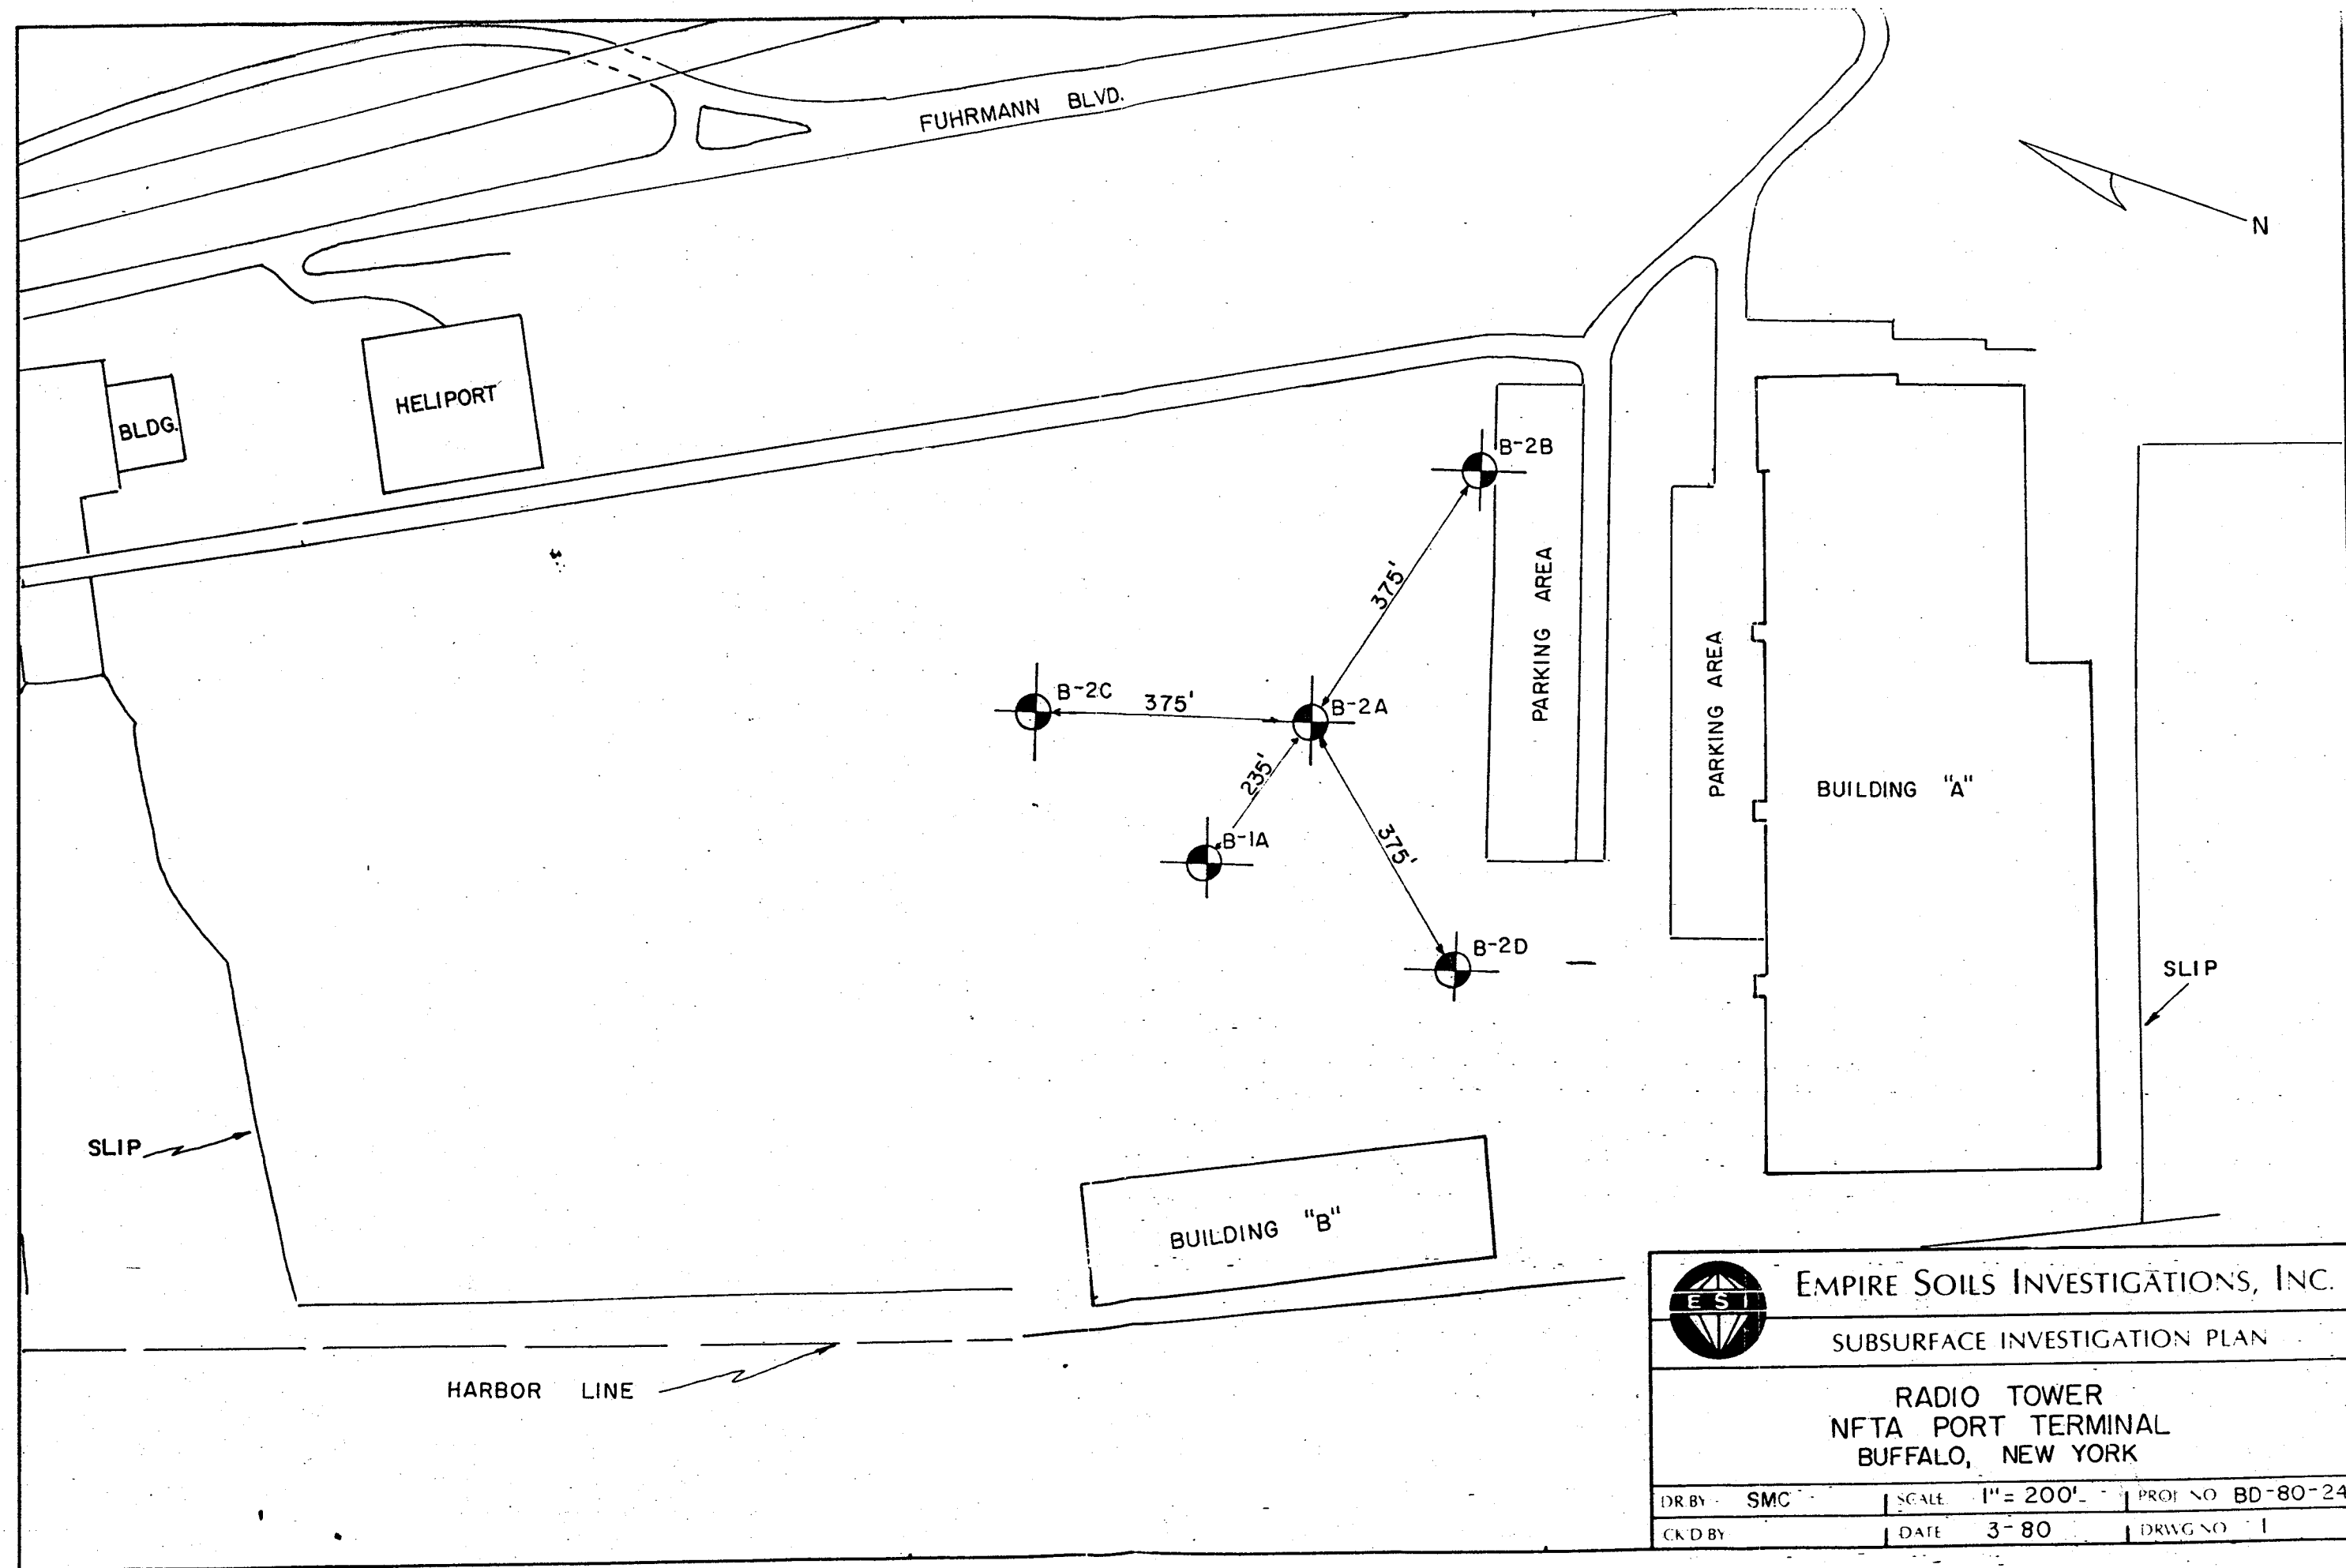 FUHRMANN BLVD.
N
HELIPORT
BLDG.
B-2B
375'
PARKING AREA
PARKING AREA
B-2C
375'
B-2A
235'
B-1A
375'
B-2D
BUILDING "A"
SLIP
SLIP
BUILDING "B"
HARBOR LINE
ESI
EMPIRE SOILS INVESTIGATIONS, INC.
SUBSURFACE INVESTIGATION PLAN
RADIO TOWER
NFTA PORT TERMINAL
BUFFALO, NEW YORK
DR.BY SMC SCALE 1"=200' PROJ NO BD-80-24
CK'D BY DATE 3-80 DRWG NO 1